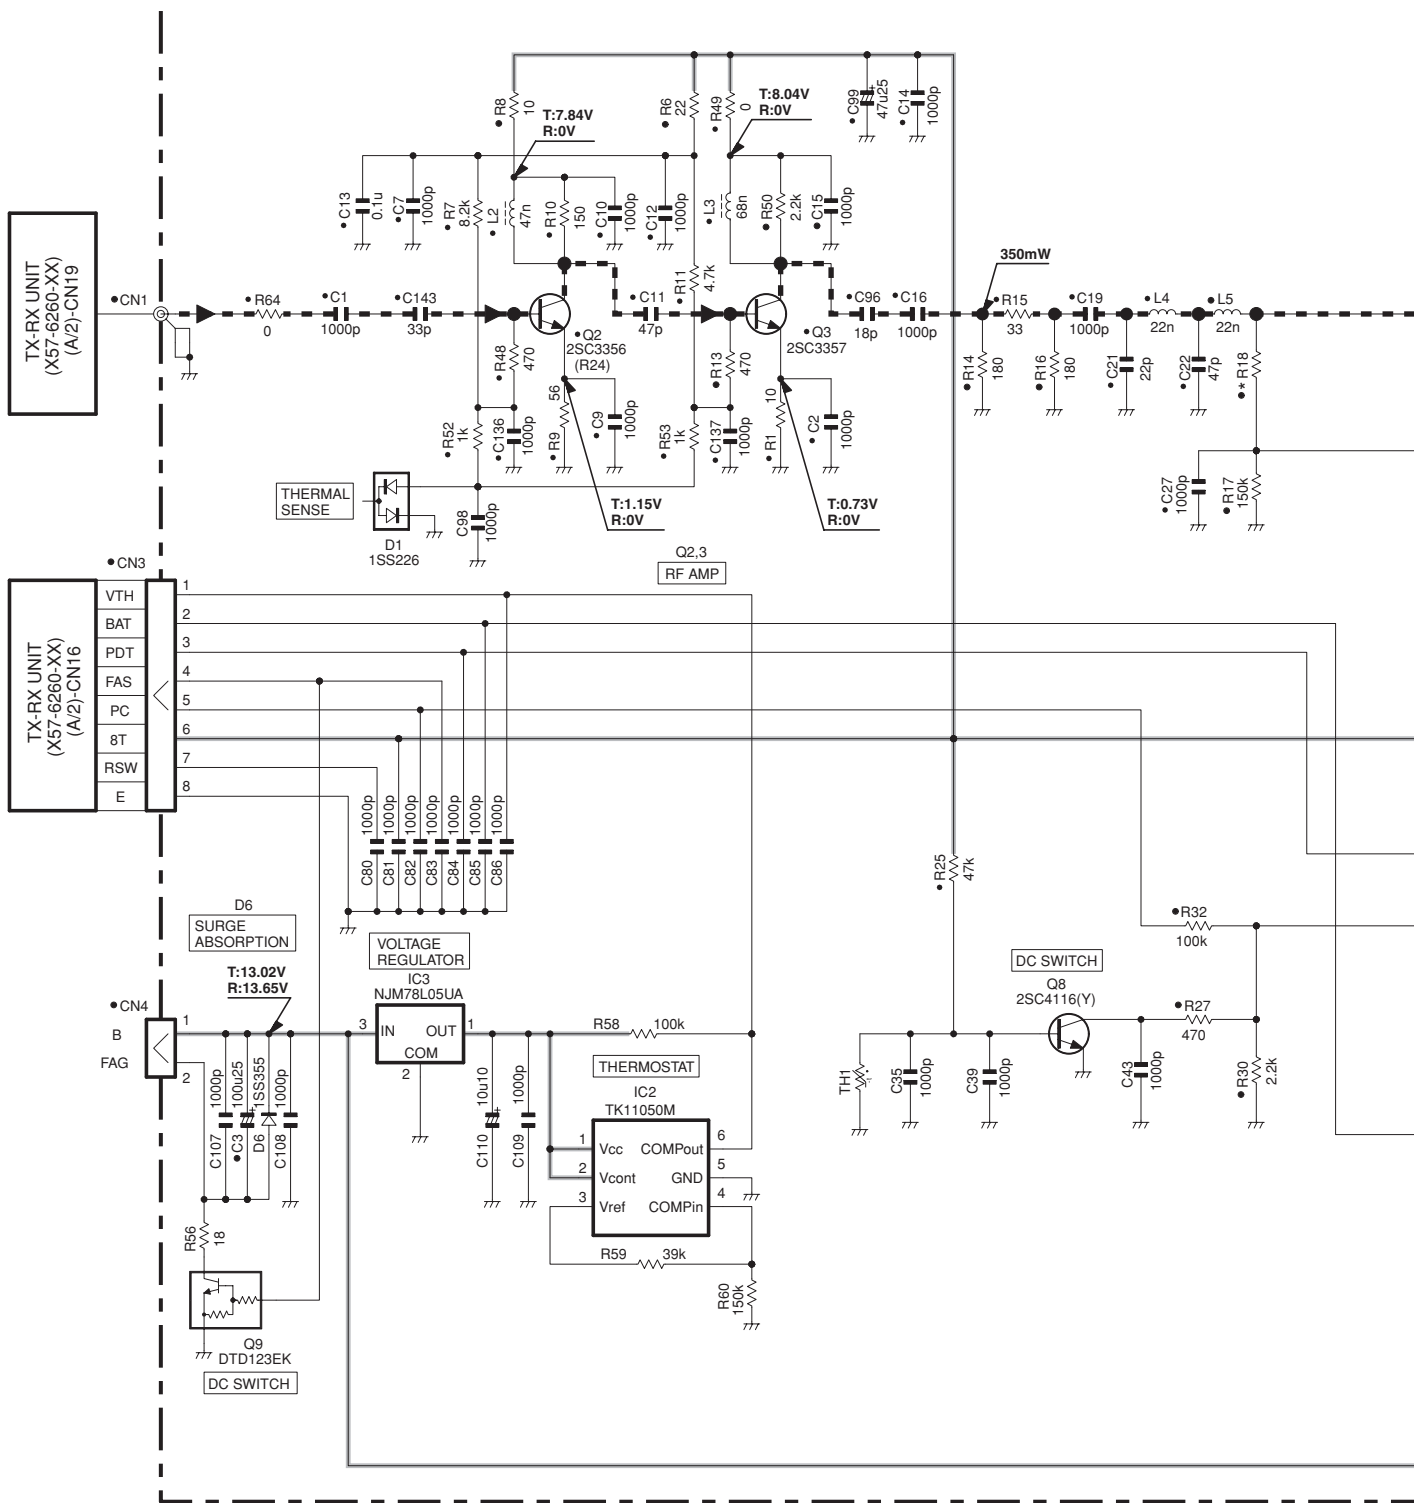 TX-RX UNIT
(X57-6260-XX)
(A/2)-CN19
•CN1
•R64
0
•C1
1000p
•C143
33p
•R8
10
T:7.84V
R:0V
•C13
0.1u
•C7
1000p
•R7
8.2k
•L2
47n
•R10
150
•C10
1000p
•C12
1000p
•R6
22
•R49
0
T:8.04V
R:0V
•L3
68n
•R50
2.2k
•C15
1000p
•C99
47u25
+
•C14
1000p
•R11
4.7k
•Q2
2SC3356
(R24)
•C11
47p
•Q3
2SC3357
•C96
18p
•C16
1000p
350mW
•R15
33
•C19
1000p
•L4
22n
•L5
22n
•R14
180
•R16
180
•C21
22p
•C22
47p
•*R18
•R48
470
•R52
1k
•C136
1000p
56
•R9
•C9
1000p
•R13
470
•R53
1k
•C137
1000p
10
•R1
•C2
1000p
•C27
1000p
•R17
150k
THERMAL
SENSE
D1
1SS226
C98
1000p
T:1.15V
R:0V
T:0.73V
R:0V
Q2,3
RF AMP
•CN3
TX-RX UNIT
(X57-6260-XX)
(A/2)-CN16
VTH 1
BAT 2
PDT 3
FAS 4
PC 5
8T 6
RSW 7
E 8
C80 1000p
C81 1000p
C82 1000p
C83 1000p
C84 1000p
C85 1000p
C86 1000p
•R25
47k
•R32
100k
D6
SURGE
ABSORPTION
T:13.02V
R:13.65V
VOLTAGE
REGULATOR
IC3
NJM78L05UA
3 IN OUT 1
COM
2
•CN4
B 1
FAG 2
C107 1000p
•C3 100u25
+
D6 1SS355
C108 1000p
R56
18
Q9
DTD123EK
DC SWITCH
C110 10u10
+
C109 1000p
R58 100k
THERMOSTAT
IC2
TK11050M
1 Vcc COMPout 6
2 Vcont GND 5
3 Vref COMPin 4
R59 39k
R60
150k
DC SWITCH
Q8
2SC4116(Y)
TH1
C35
1000p
C39
1000p
C43
1000p
•R27
470
•R30
2.2k